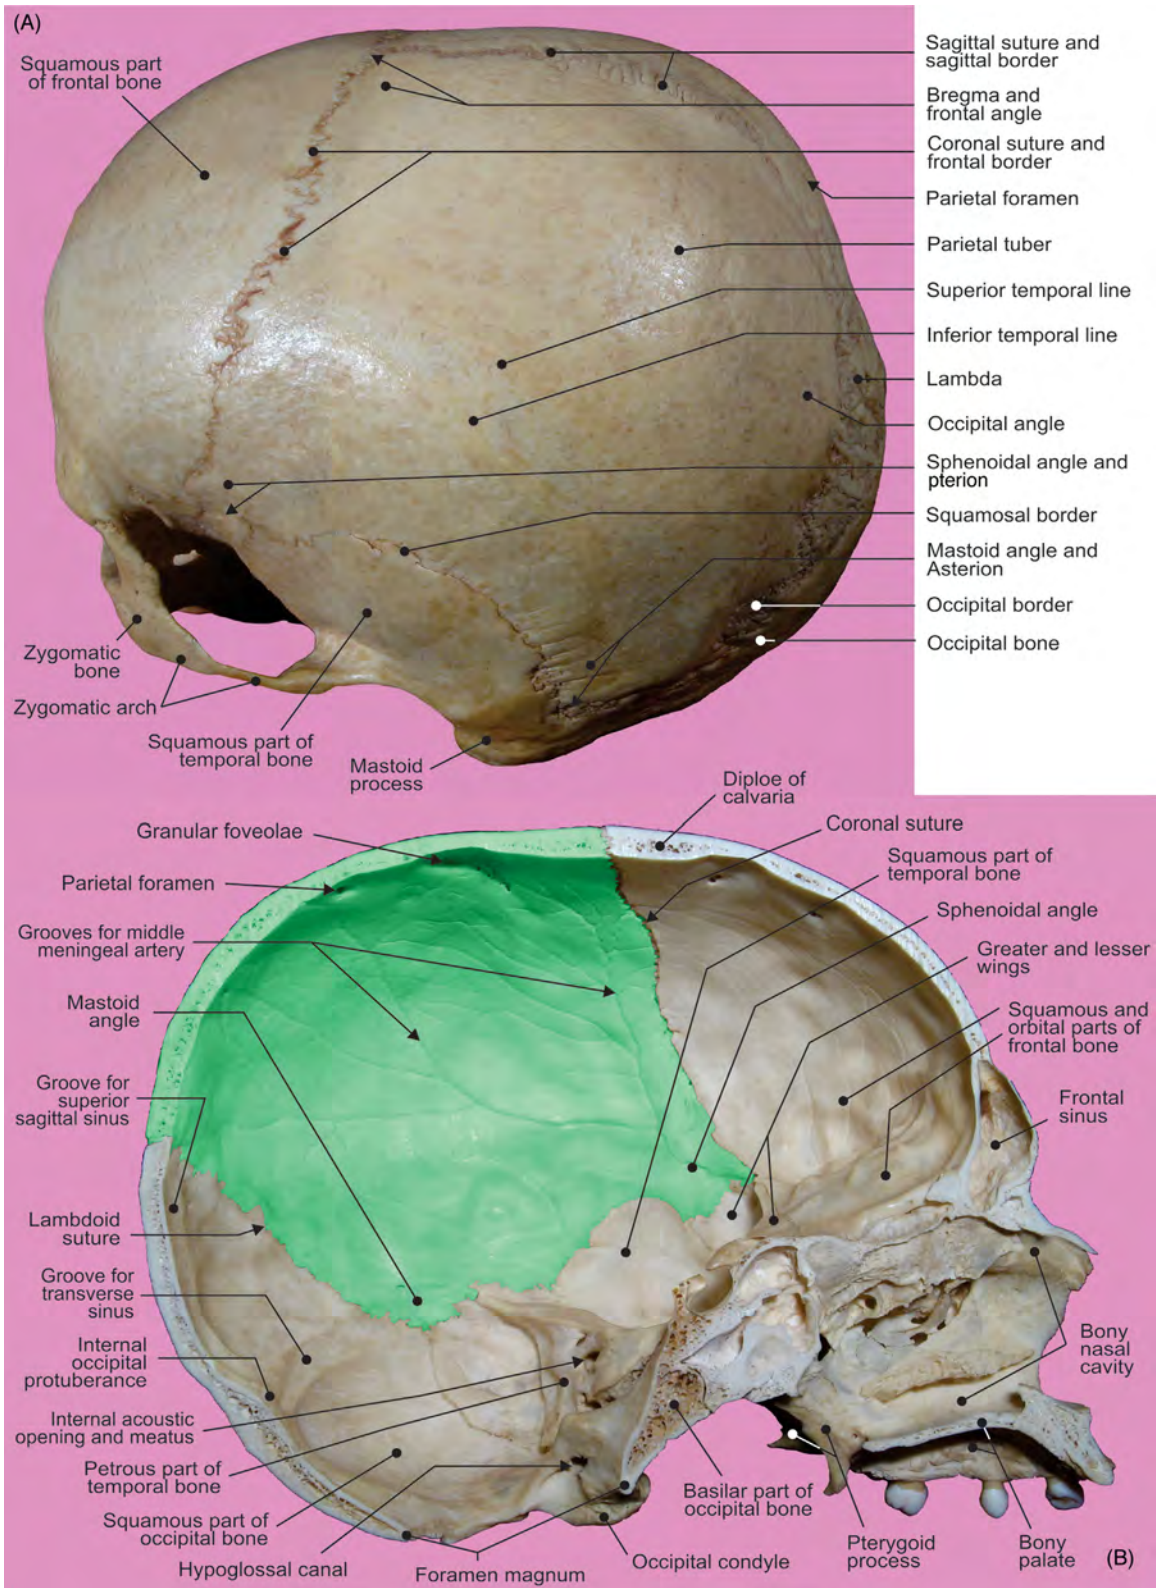 (A)
Squamous part
of frontal bone
Sagittal suture and
sagittal border
Bregma and
frontal angle
Coronal suture and
frontal border
Parietal foramen
Parietal tuber
Superior temporal line
Inferior temporal line
Lambda
Occipital angle
Sphenoidal angle and
pterion
Squamosal border
Mastoid angle and
Asterion
Occipital border
Occipital bone
Zygomatic
bone
Zygomatic arch
Squamous part of
temporal bone
Mastoid
process
Diploe of
calvaria
Granular foveolae
Parietal foramen
Grooves for middle
meningeal artery
Mastoid
angle
Groove for
superior
sagittal sinus
Lambdoid
suture
Groove for
transverse
sinus
Internal
occipital
protuberance
Internal acoustic
opening and meatus
Petrous part of
temporal bone
Squamous part of
occipital bone
Hypoglossal canal
Foramen magnum
Coronal suture
Squamous part of
temporal bone
Sphenoidal angle
Greater and lesser
wings
Squamous and
orbital parts of
frontal bone
Frontal
sinus
Bony
nasal
cavity
Basilar part of
occipital bone
Occipital condyle
Pterygoid
process
Bony
palate
(B)